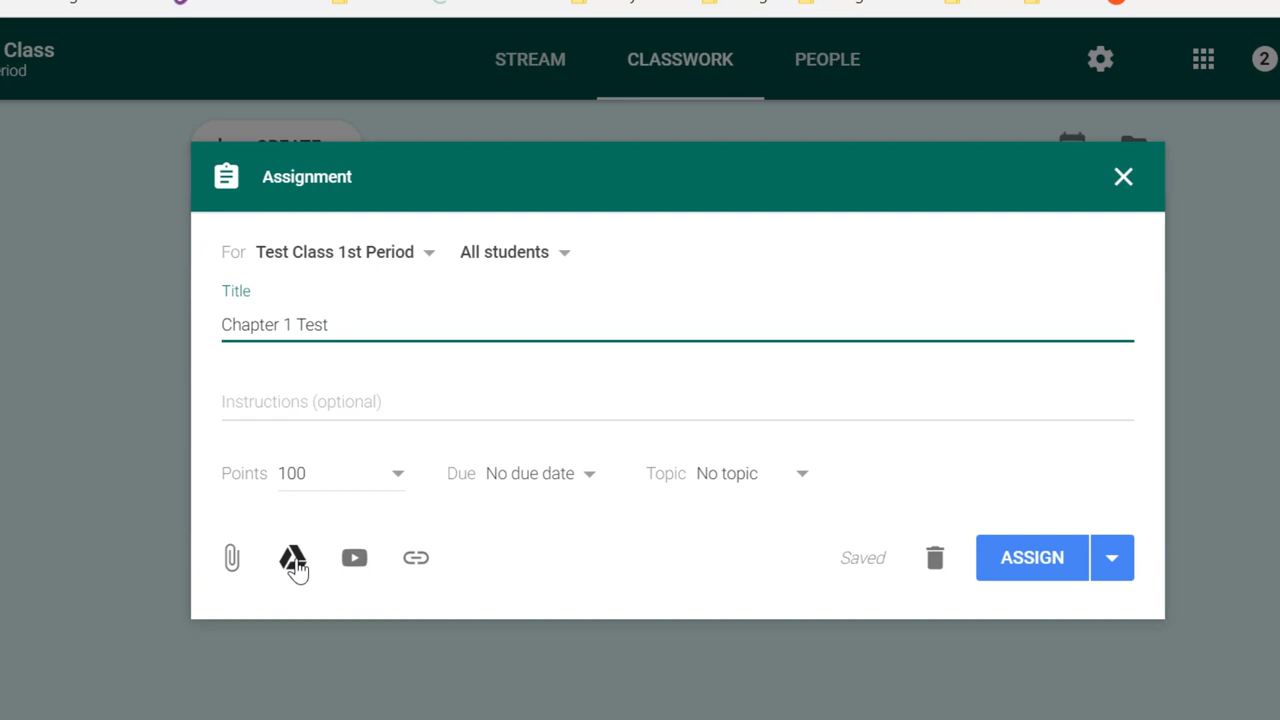 Class
STREAM CLASSWORK PEOPLE 2
riod
Assignment
For Test Class 1st Period All students
Title
Chapter 1 Test
Instructions (optional)
Points 100 Due No due date Topic No topic
Saved ASSIGN